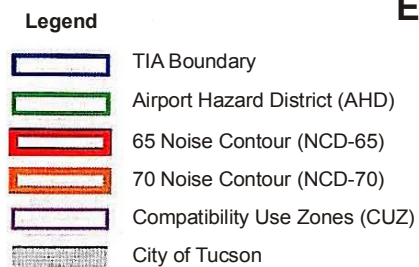 E
Legend
TIA Boundary
Airport Hazard District (AHD)
65 Noise Contour (NCD-65)
70 Noise Contour (NCD-70)
Compatibility Use Zones (CUZ)
City of Tucson